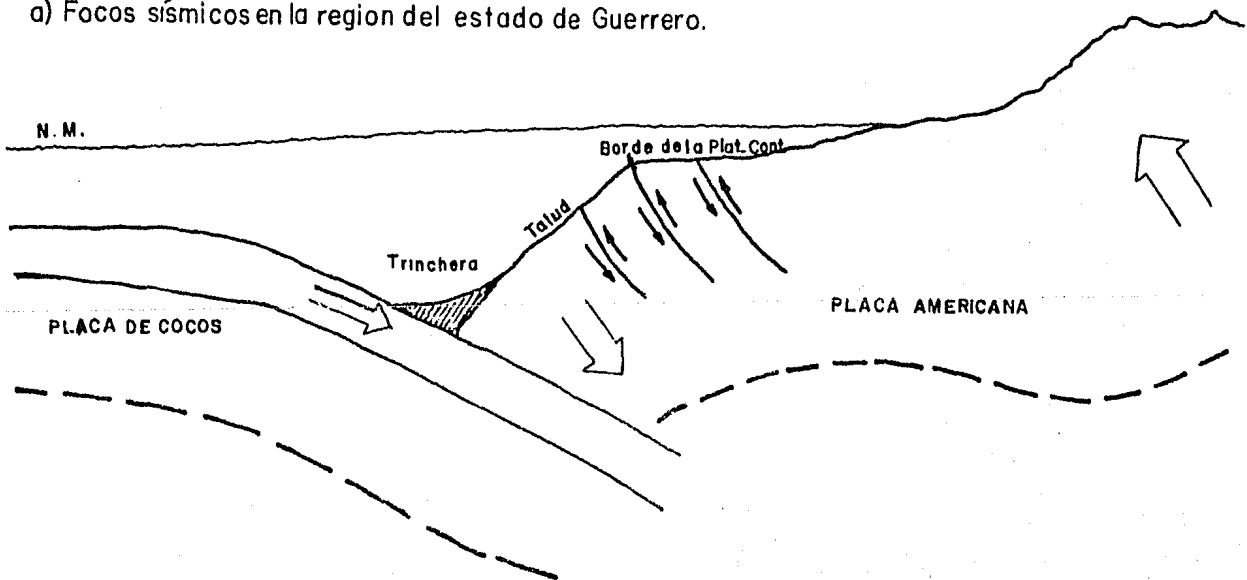 a) Focos sísmicos en la region del estado de Guerrero.
N.M.
Borde de la Plat. Cont.
Talud
Trinchera
PLACA DE COCOS
PLACA AMERICANA